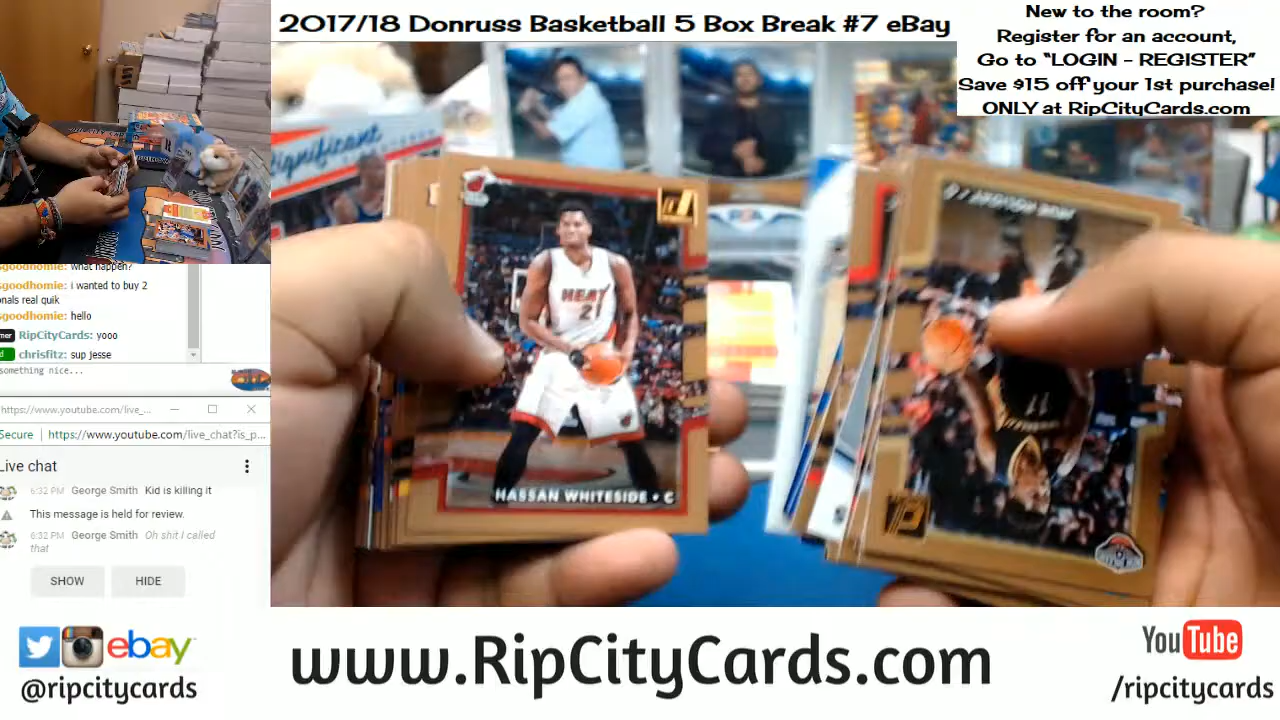 2017/18 Donruss Basketball 5 Box Break #7 eBay
New to the room?
Register for an account,
Go to “LOGIN - REGISTER”
Save $15 off your 1st purchase!
ONLY at RipCityCards.com
Significant
HEAT
21
HASSAN WHITESIDE • C
goodhomie: what happen?
sgoodhomie: i wanted to buy 2
onals real quik
sgoodhomie: hello
RipCityCards: yooo
chrisfitz: sup jesse
something nice...
https://www.youtube.com/live_...
Secure https://www.youtube.com/live_chat?is_p...
Live chat
6:32 PM George Smith Kid is killing it
This message is held for review.
6:32 PM George Smith Oh shit I called
that
SHOW HIDE
ebay
@ripcitycards
www.RipCityCards.com
YouTube
/ripcitycards